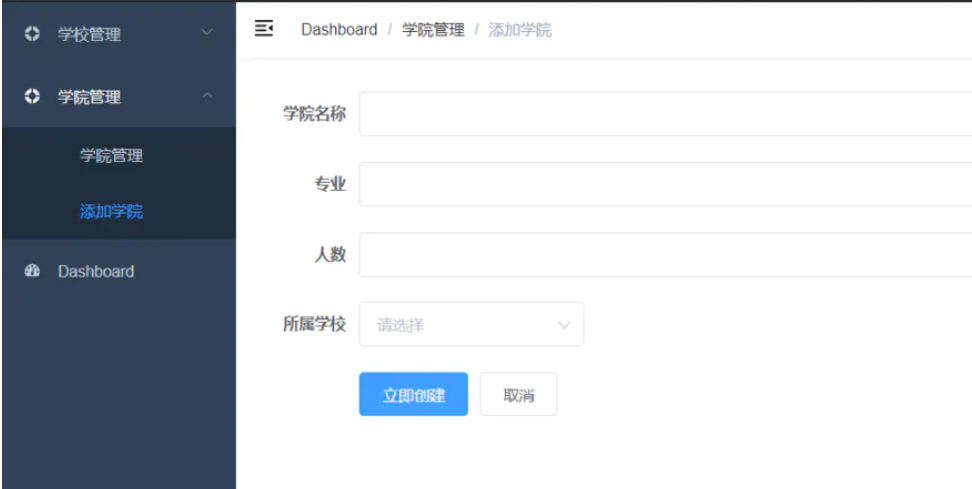 学校管理
学院管理
学院管理
添加学院
Dashboard
Dashboard / 学院管理 / 添加学院
学院名称
专业
人数
所属学校 请选择
立即创建 取消